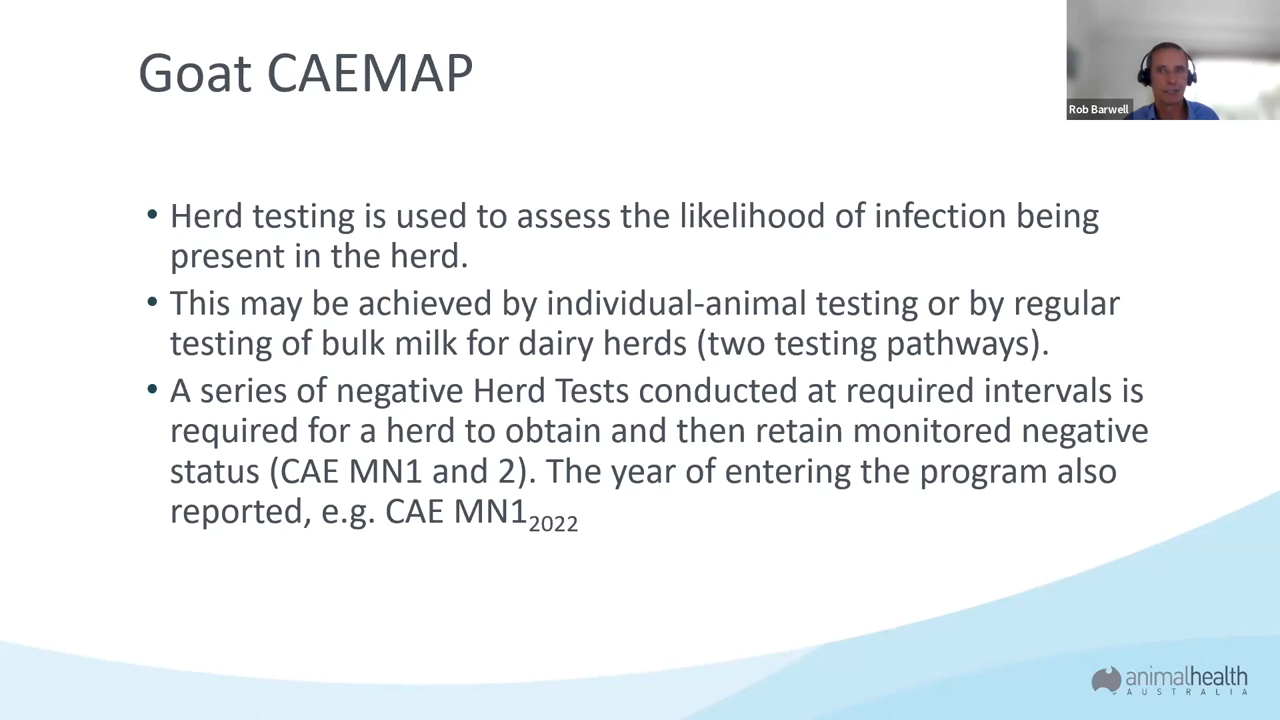 Goat CAEMAP
Rob Barwell
• Herd testing is used to assess the likelihood of infection being
present in the herd.
• This may be achieved by individual-animal testing or by regular
testing of bulk milk for dairy herds (two testing pathways).
• A series of negative Herd Tests conducted at required intervals is
required for a herd to obtain and then retain monitored negative
status (CAE MN1 and 2). The year of entering the program also
reported, e.g. CAE MN1₂₀₂₂
animalhealth
AUSTRALIA